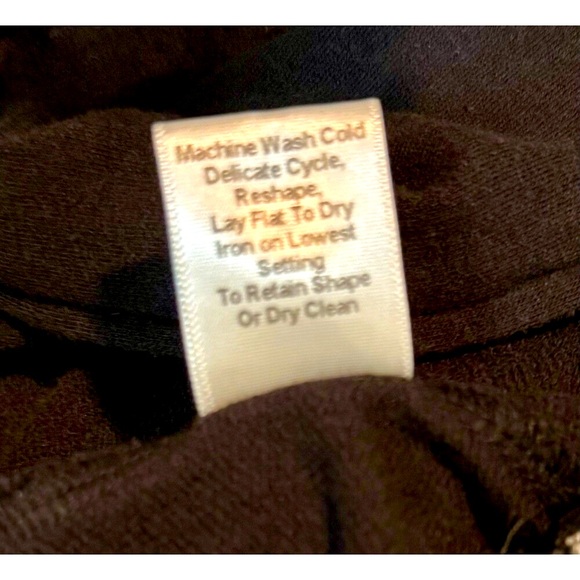 Machine Wash Cold
Delicate Cycle,
Reshape,
Lay Flat To Dry
Iron on Lowest
Setting
To Retain Shape
Or Dry Clean